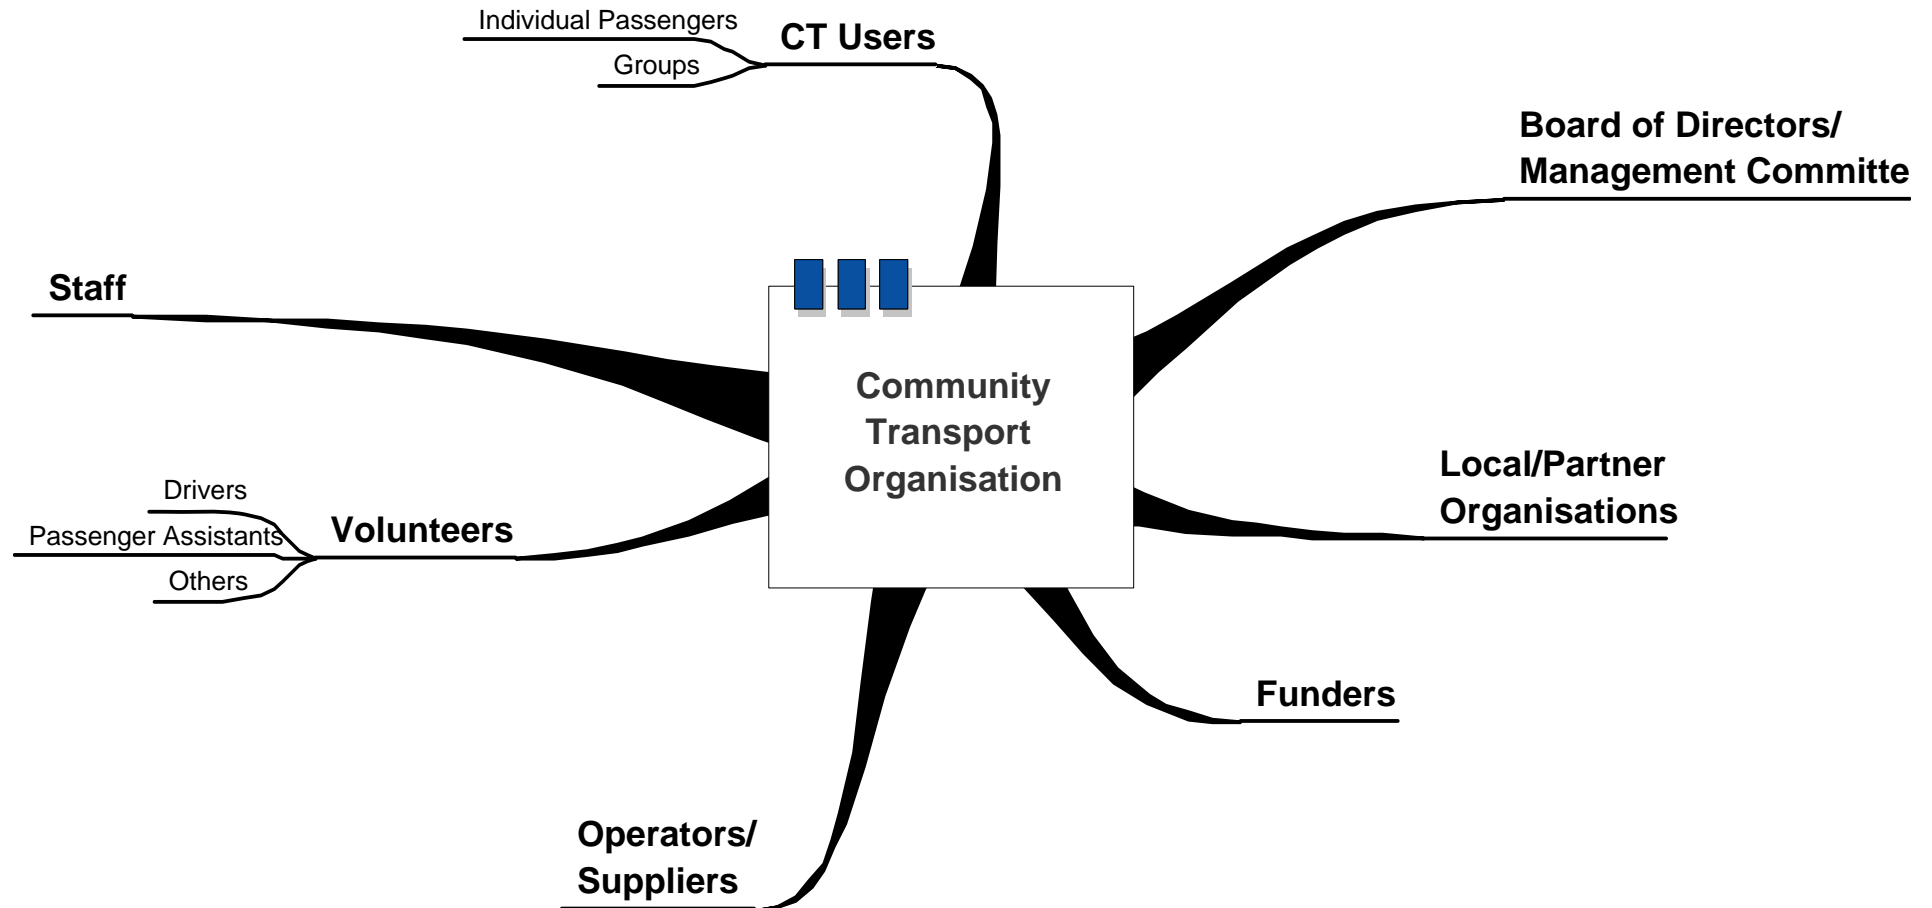 Individual Passengers
Groups
CT Users
Board of Directors/
Management Committe
Staff
Community
Transport
Organisation
Local/Partner
Organisations
Drivers
Passenger Assistants
Others
Volunteers
Funders
Operators/
Suppliers